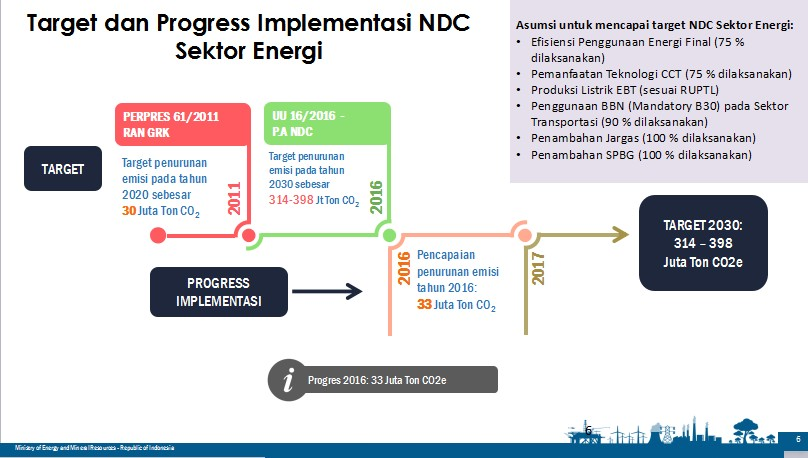 Target dan Progress Implementasi NDC
Sektor Energi
Asumsi untuk mencapai target NDC Sektor Energi:
• Efisiensi Penggunaan Energi Final (75 %
dilaksanakan)
• Pemanfaatan Teknologi CCT (75 % dilaksanakan)
• Produksi Listrik EBT (sesuai RUPTL)
• Penggunaan BBN (Mandatory B30) pada Sektor
Transportasi (90 % dilaksanakan)
• Penambahan Jargas (100 % dilaksanakan)
• Penambahan SPBG (100 % dilaksanakan)
TARGET
PERPRES 61/2011
RAN GRK
Target penurunan
emisi pada tahun
2020 sebesar
30 Juta Ton CO2
2011
UU 16/2016 –
P.A NDC
Target penurunan
emisi pada tahun
2030 sebesar
314-398 Jt Ton CO2
2016
PROGRESS
IMPLEMENTASI
2016
Pencapaian
penurunan emisi
tahun 2016:
33 Juta Ton CO2
2017
TARGET 2030:
314 – 398
Juta Ton CO2e
i
Progres 2016: 33 Juta Ton CO2e
6
Ministry of Energy and Mineral Resources - Republic of Indonesia
6